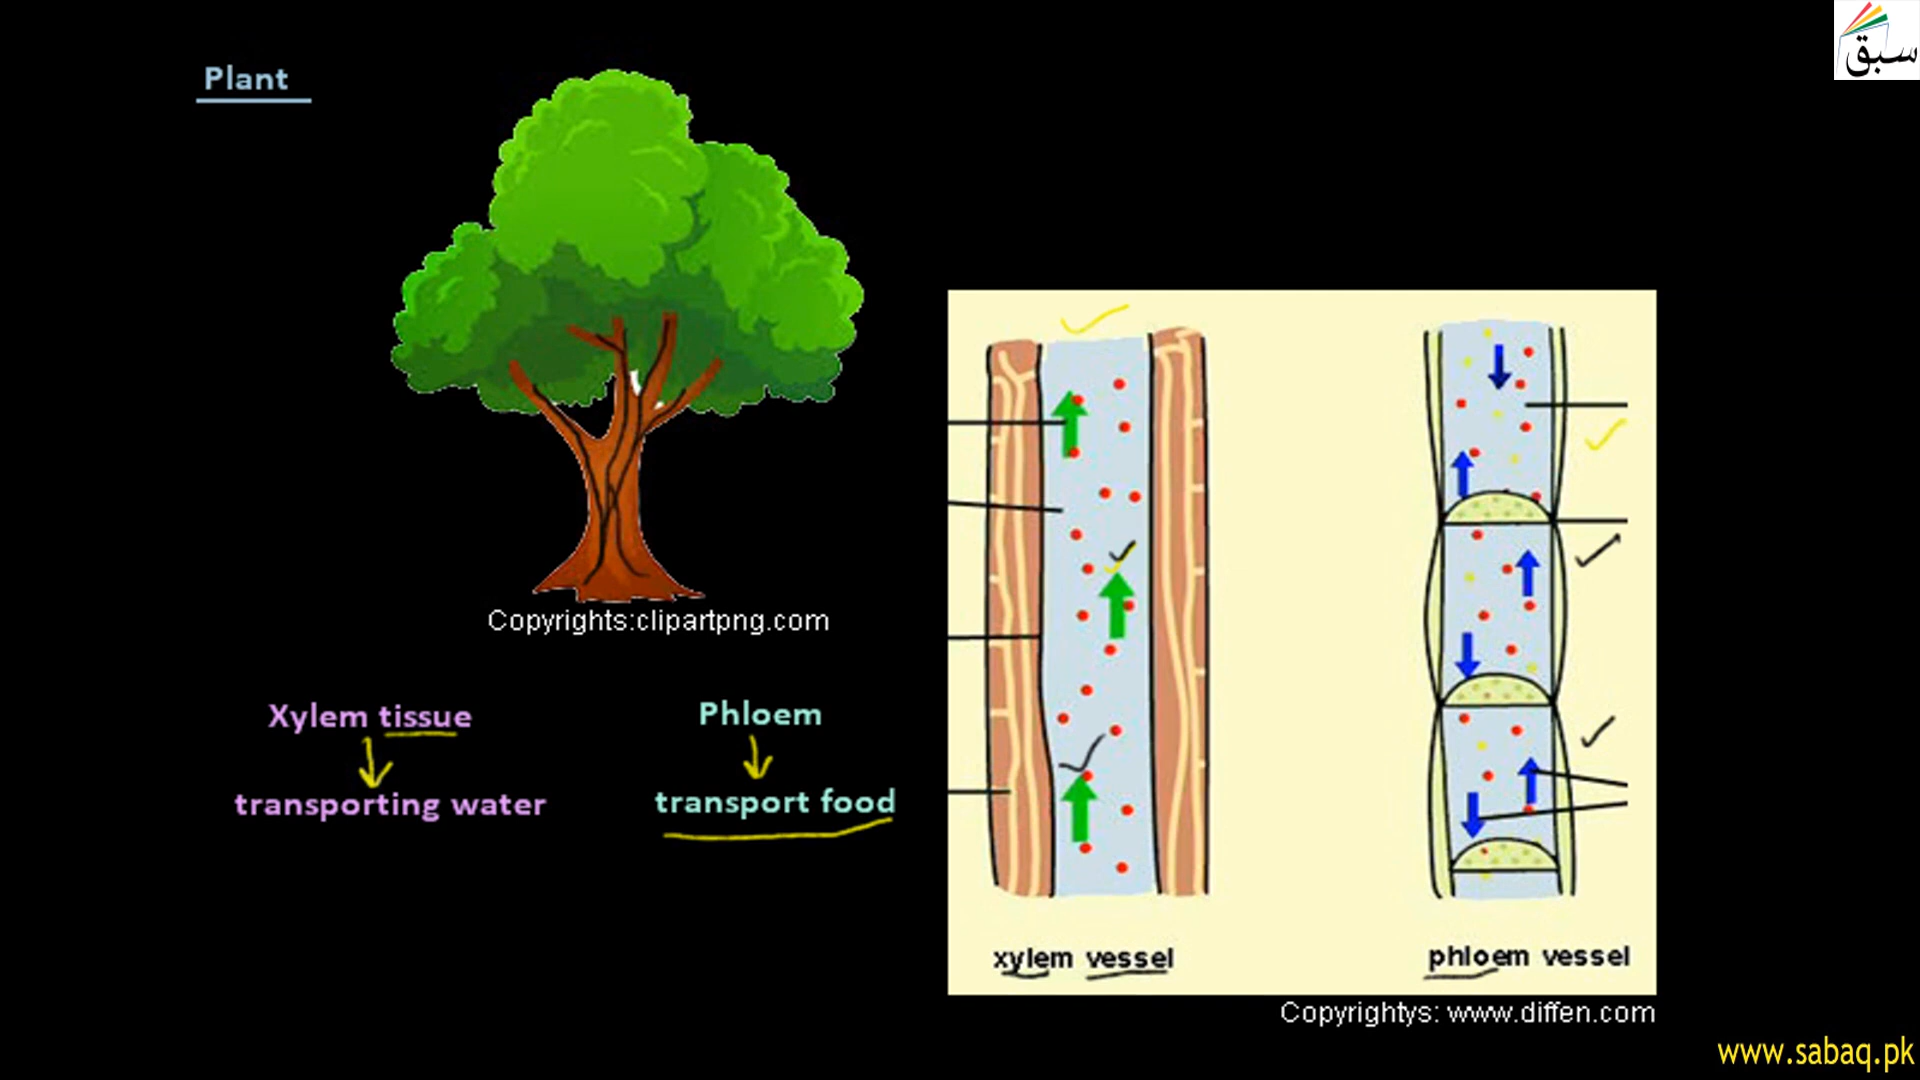 سبق
Plant
Copyrights:clipartpng.com
Xylem tissue
transporting water
Phloem
transport food
xylem vessel
phloem vessel
Copyrightys: www.diffen.com
www.sabaq.pk